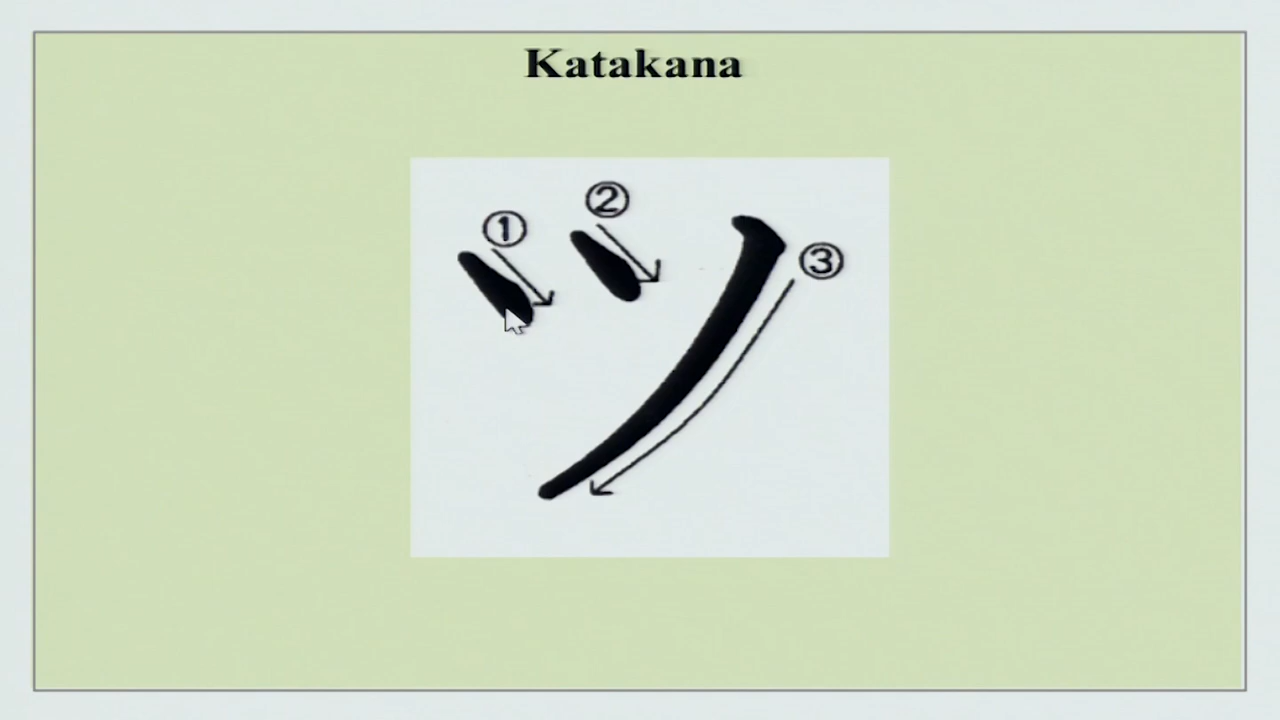 Katakana
① ② ③
ツ